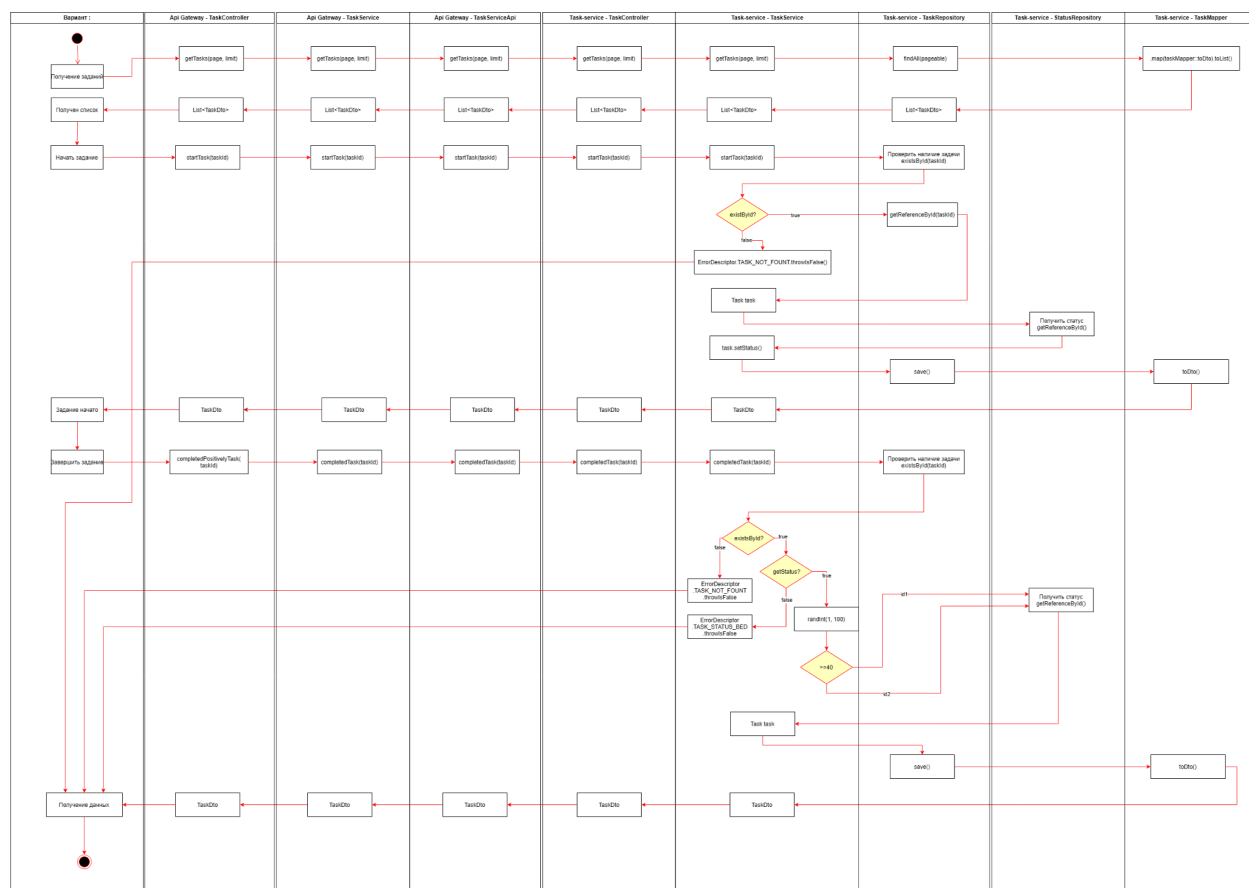 Вариант :
Api Gateway - TaskController
Api Gateway - TaskService
Api Gateway - TaskServiceApi
Task-service - TaskController
Task-service - TaskService
Task-service - TaskRepository
Task-service - StatusRepository
Task-service - TaskMapper
Получение заданий
getTasks(page, limit)
getTasks(page, limit)
getTasks(page, limit)
getTasks(page, limit)
getTasks(page, limit)
findAll(pageable)
.map(taskMapper::toDto).toList()
Получен список
List<TaskDto>
List<TaskDto>
List<TaskDto>
List<TaskDto>
List<TaskDto>
List<TaskDto>
Начать задание
startTask(taskId)
startTask(taskId)
startTask(taskId)
startTask(taskId)
startTask(taskId)
Проверить наличие задачи
existsById(taskId)
existById?
true
getReferenceById(taskId)
false
ErrorDescriptor.TASK_NOT_FOUNT.throwIsFalse()
Task task
Получить статус
getReferenceById()
task.setStatus()
save()
toDto()
Задание начато
TaskDto
TaskDto
TaskDto
TaskDto
TaskDto
Завершить задание
completedPositivelyTask(
taskId)
completedTask(taskId)
completedTask(taskId)
completedTask(taskId)
completedTask(taskId)
Проверить наличие задачи
existsById(taskId)
existsById?
true
false
getStatus?
true
ErrorDescriptor
.TASK_NOT_FOUNT
.throwIsFalse
false
id1
Получить статус
getReferenceById()
ErrorDescriptor
.TASK_STATUS_BED
.throwIsFalse
randInt(1, 100)
>=40
id2
Task task
save()
toDto()
Получение данных
TaskDto
TaskDto
TaskDto
TaskDto
TaskDto